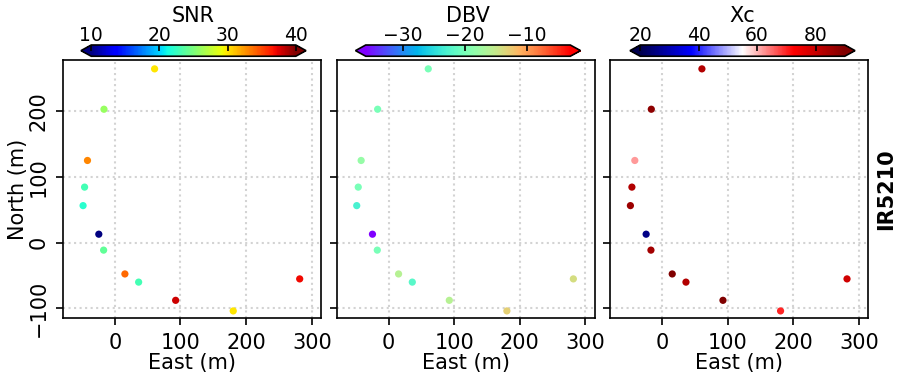 SNR DBV Xc
10 20 30 40 −30 −20 −10 20 40 60 80
200
100
0
−100
North (m)
0 100 200 300 0 100 200 300 0 100 200 300
East (m) East (m) East (m)
IR5210